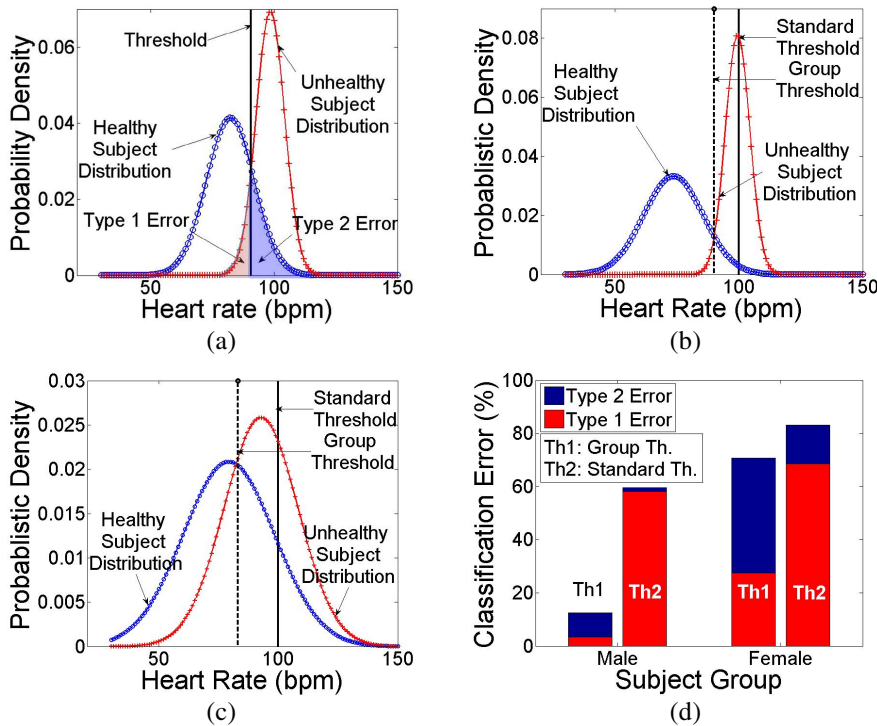 0.06
0.04
0.02
0
Probability Density
Threshold
Unhealthy
Subject
Distribution
Healthy
Subject
Distribution
Type 1 Error
Type 2 Error
50
100
150
Heart rate (bpm)
(a)
0.08
0.06
0.04
0.02
0
Probablistic Density
Healthy
Subject
Distribution
Standard
Threshold
Group
Threshold
Unhealthy
Subject
Distribution
50
100
150
Heart Rate (bpm)
(b)
0.03
0.025
0.02
0.015
0.01
0.005
0
Probablistic Density
Standard
Threshold
Group
Threshold
Healthy
Subject
Distribution
Unhealthy
Subject
Distribution
50
100
150
Heart Rate (bpm)
(c)
100
80
60
40
20
0
Classification Error (%)
Type 2 Error
Type 1 Error
Th1: Group Th.
Th2: Standard Th.
Th1
Th2
Th1
Th2
Male
Female
Subject Group
(d)